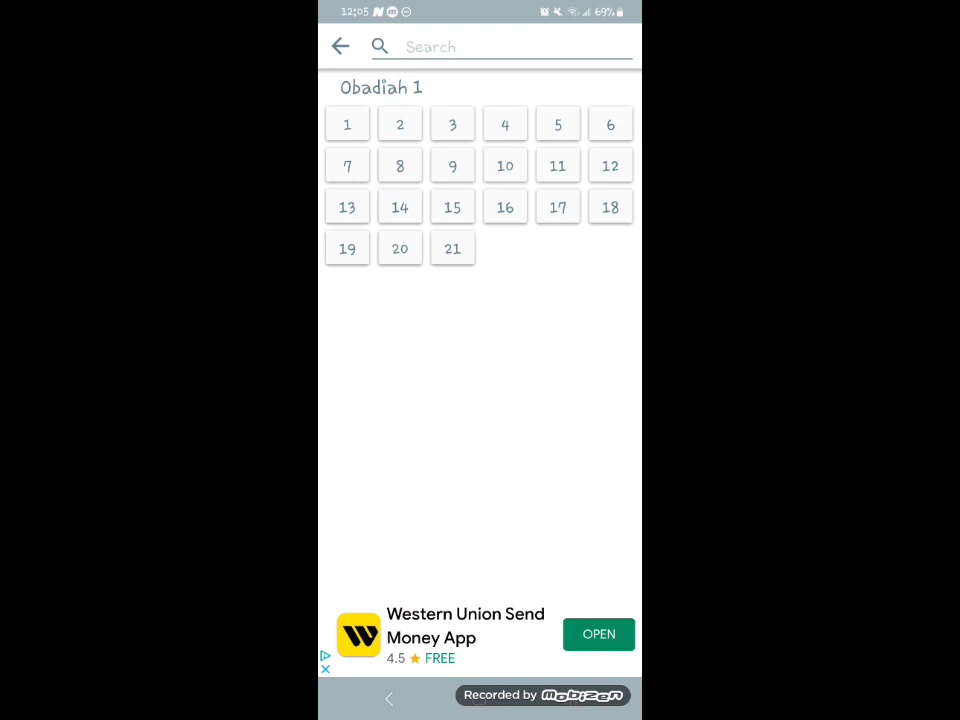 12:05 69%
Search
Obadiah 1
1 2 3 4 5 6
7 8 9 10 11 12
13 14 15 16 17 18
19 20 21
Western Union Send
Money App
OPEN
4.5 ★ FREE
Recorded by mobizen